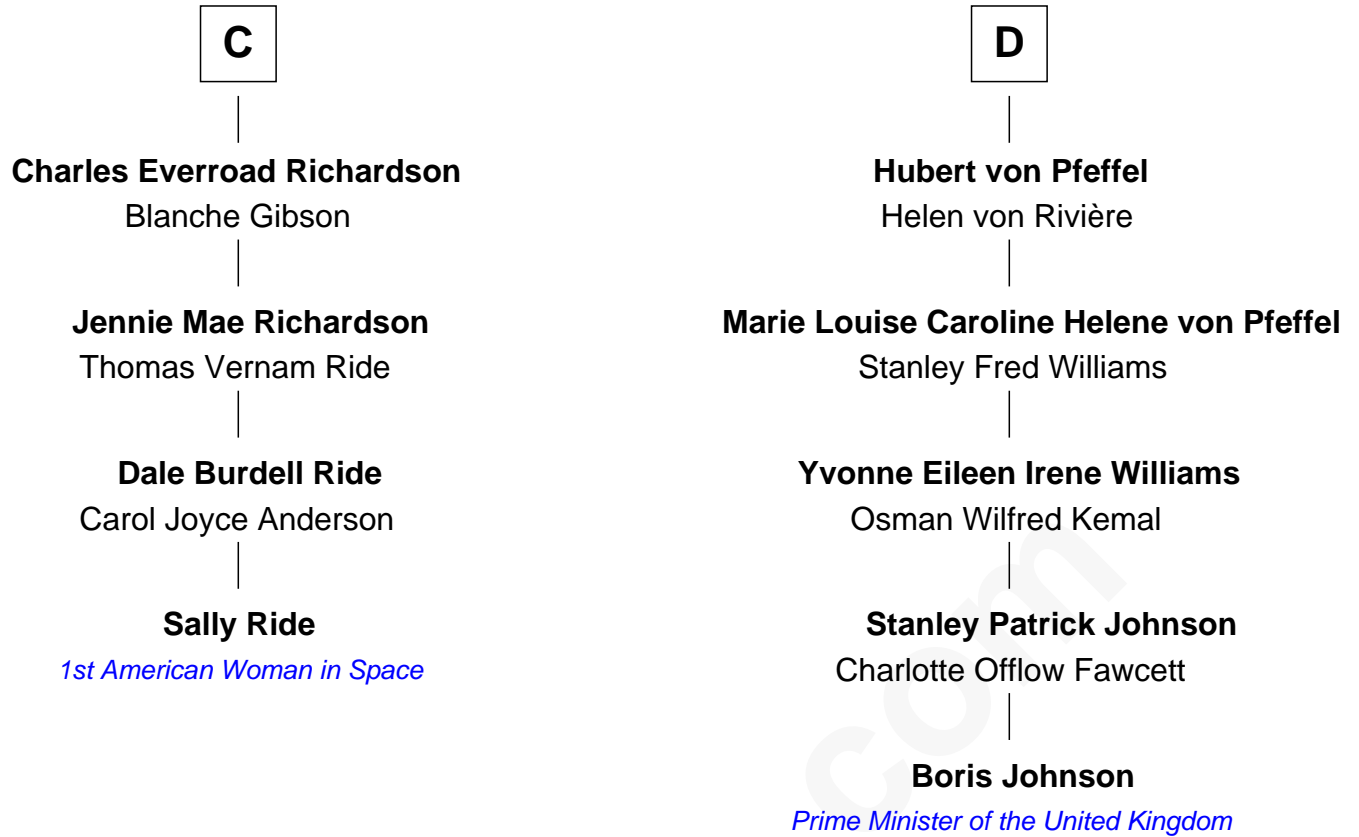 C
Charles Everroad Richardson
Blanche Gibson
Jennie Mae Richardson
Thomas Vernam Ride
Dale Burdell Ride
Carol Joyce Anderson
Sally Ride
1st American Woman in Space
D
Hubert von Pfeffel
Helen von Rivière
Marie Louise Caroline Helene von Pfeffel
Stanley Fred Williams
Yvonne Eileen Irene Williams
Osman Wilfred Kemal
Stanley Patrick Johnson
Charlotte Offlow Fawcett
Boris Johnson
Prime Minister of the United Kingdom
com